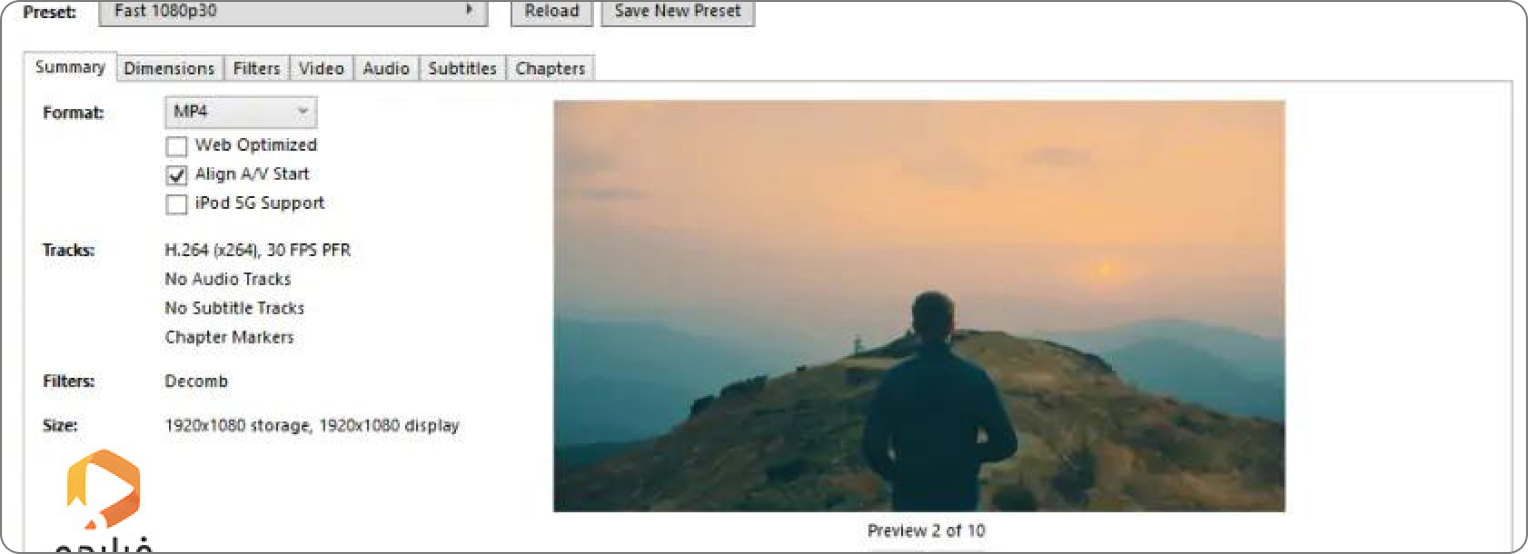 Preset: Fast 1080p30 Reload Save New Preset
Summary Dimensions Filters Video Audio Subtitles Chapters
Format: MP4
Web Optimized
Align A/V Start
iPod 5G Support
Tracks: H.264 (x264), 30 FPS PFR
No Audio Tracks
No Subtitle Tracks
Chapter Markers
Filters: Decomb
Size: 1920x1080 storage, 1920x1080 display
Preview 2 of 10